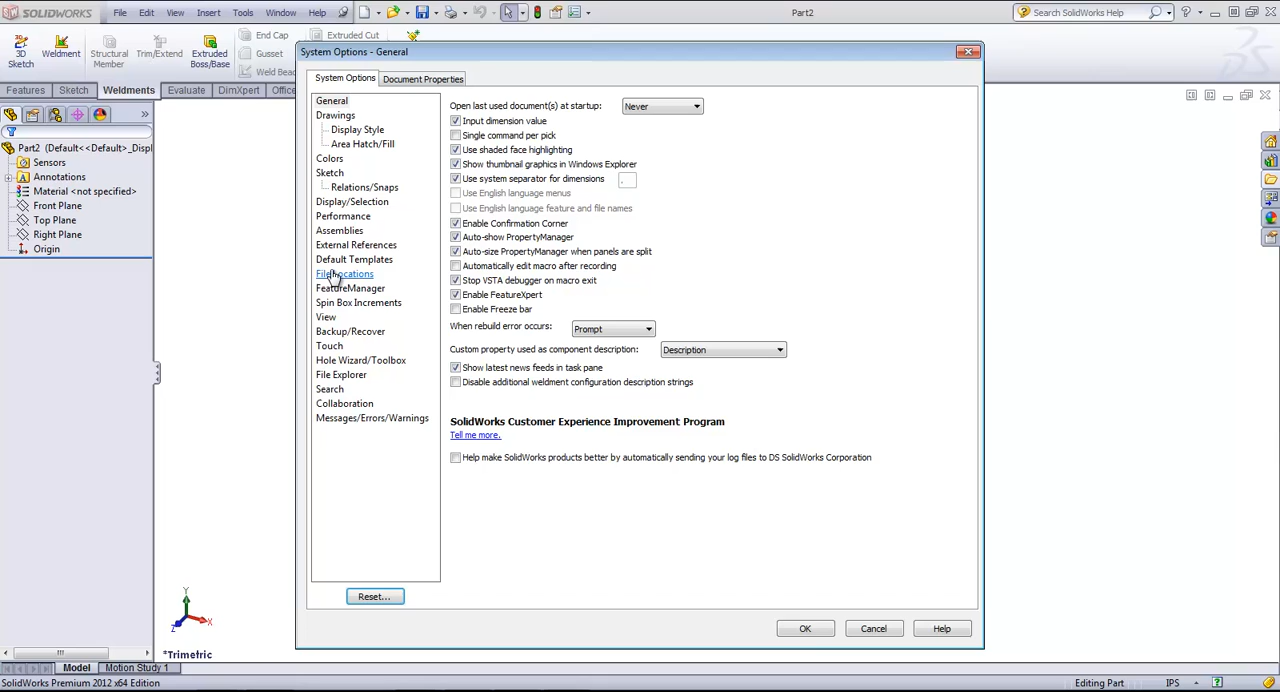 SOLIDWORKS File Edit View Insert Tools Window Help Part2 Search SolidWorks Help
3D Sketch Weldment Structural Member Trim/Extend Extruded Boss/Base End Cap Gusset Weld Bead Extruded Cut
Features Sketch Weldments Evaluate DimXpert Office
Part2 (Default<<Default>_Displ
Sensors
Annotations
Material <not specified>
Front Plane
Top Plane
Right Plane
Origin
System Options - General
System Options Document Properties
General
Drawings
Display Style
Area Hatch/Fill
Colors
Sketch
Relations/Snaps
Display/Selection
Performance
Assemblies
External References
Default Templates
File Locations
FeatureManager
Spin Box Increments
View
Backup/Recover
Touch
Hole Wizard/Toolbox
File Explorer
Search
Collaboration
Messages/Errors/Warnings
Reset...
Open last used document(s) at startup: Never
Input dimension value
Single command per pick
Use shaded face highlighting
Show thumbnail graphics in Windows Explorer
Use system separator for dimensions .
Use English language menus
Use English language feature and file names
Enable Confirmation Corner
Auto-show PropertyManager
Auto-size PropertyManager when panels are split
Automatically edit macro after recording
Stop VSTA debugger on macro exit
Enable FeatureXpert
Enable Freeze bar
When rebuild error occurs: Prompt
Custom property used as component description: Description
Show latest news feeds in task pane
Disable additional weldment configuration description strings
SolidWorks Customer Experience Improvement Program
Tell me more.
Help make SolidWorks products better by automatically sending your log files to DS SolidWorks Corporation
OK Cancel Help
Y
X
Z
*Trimetric
Model Motion Study 1
SolidWorks Premium 2012 x64 Edition Editing Part IPS